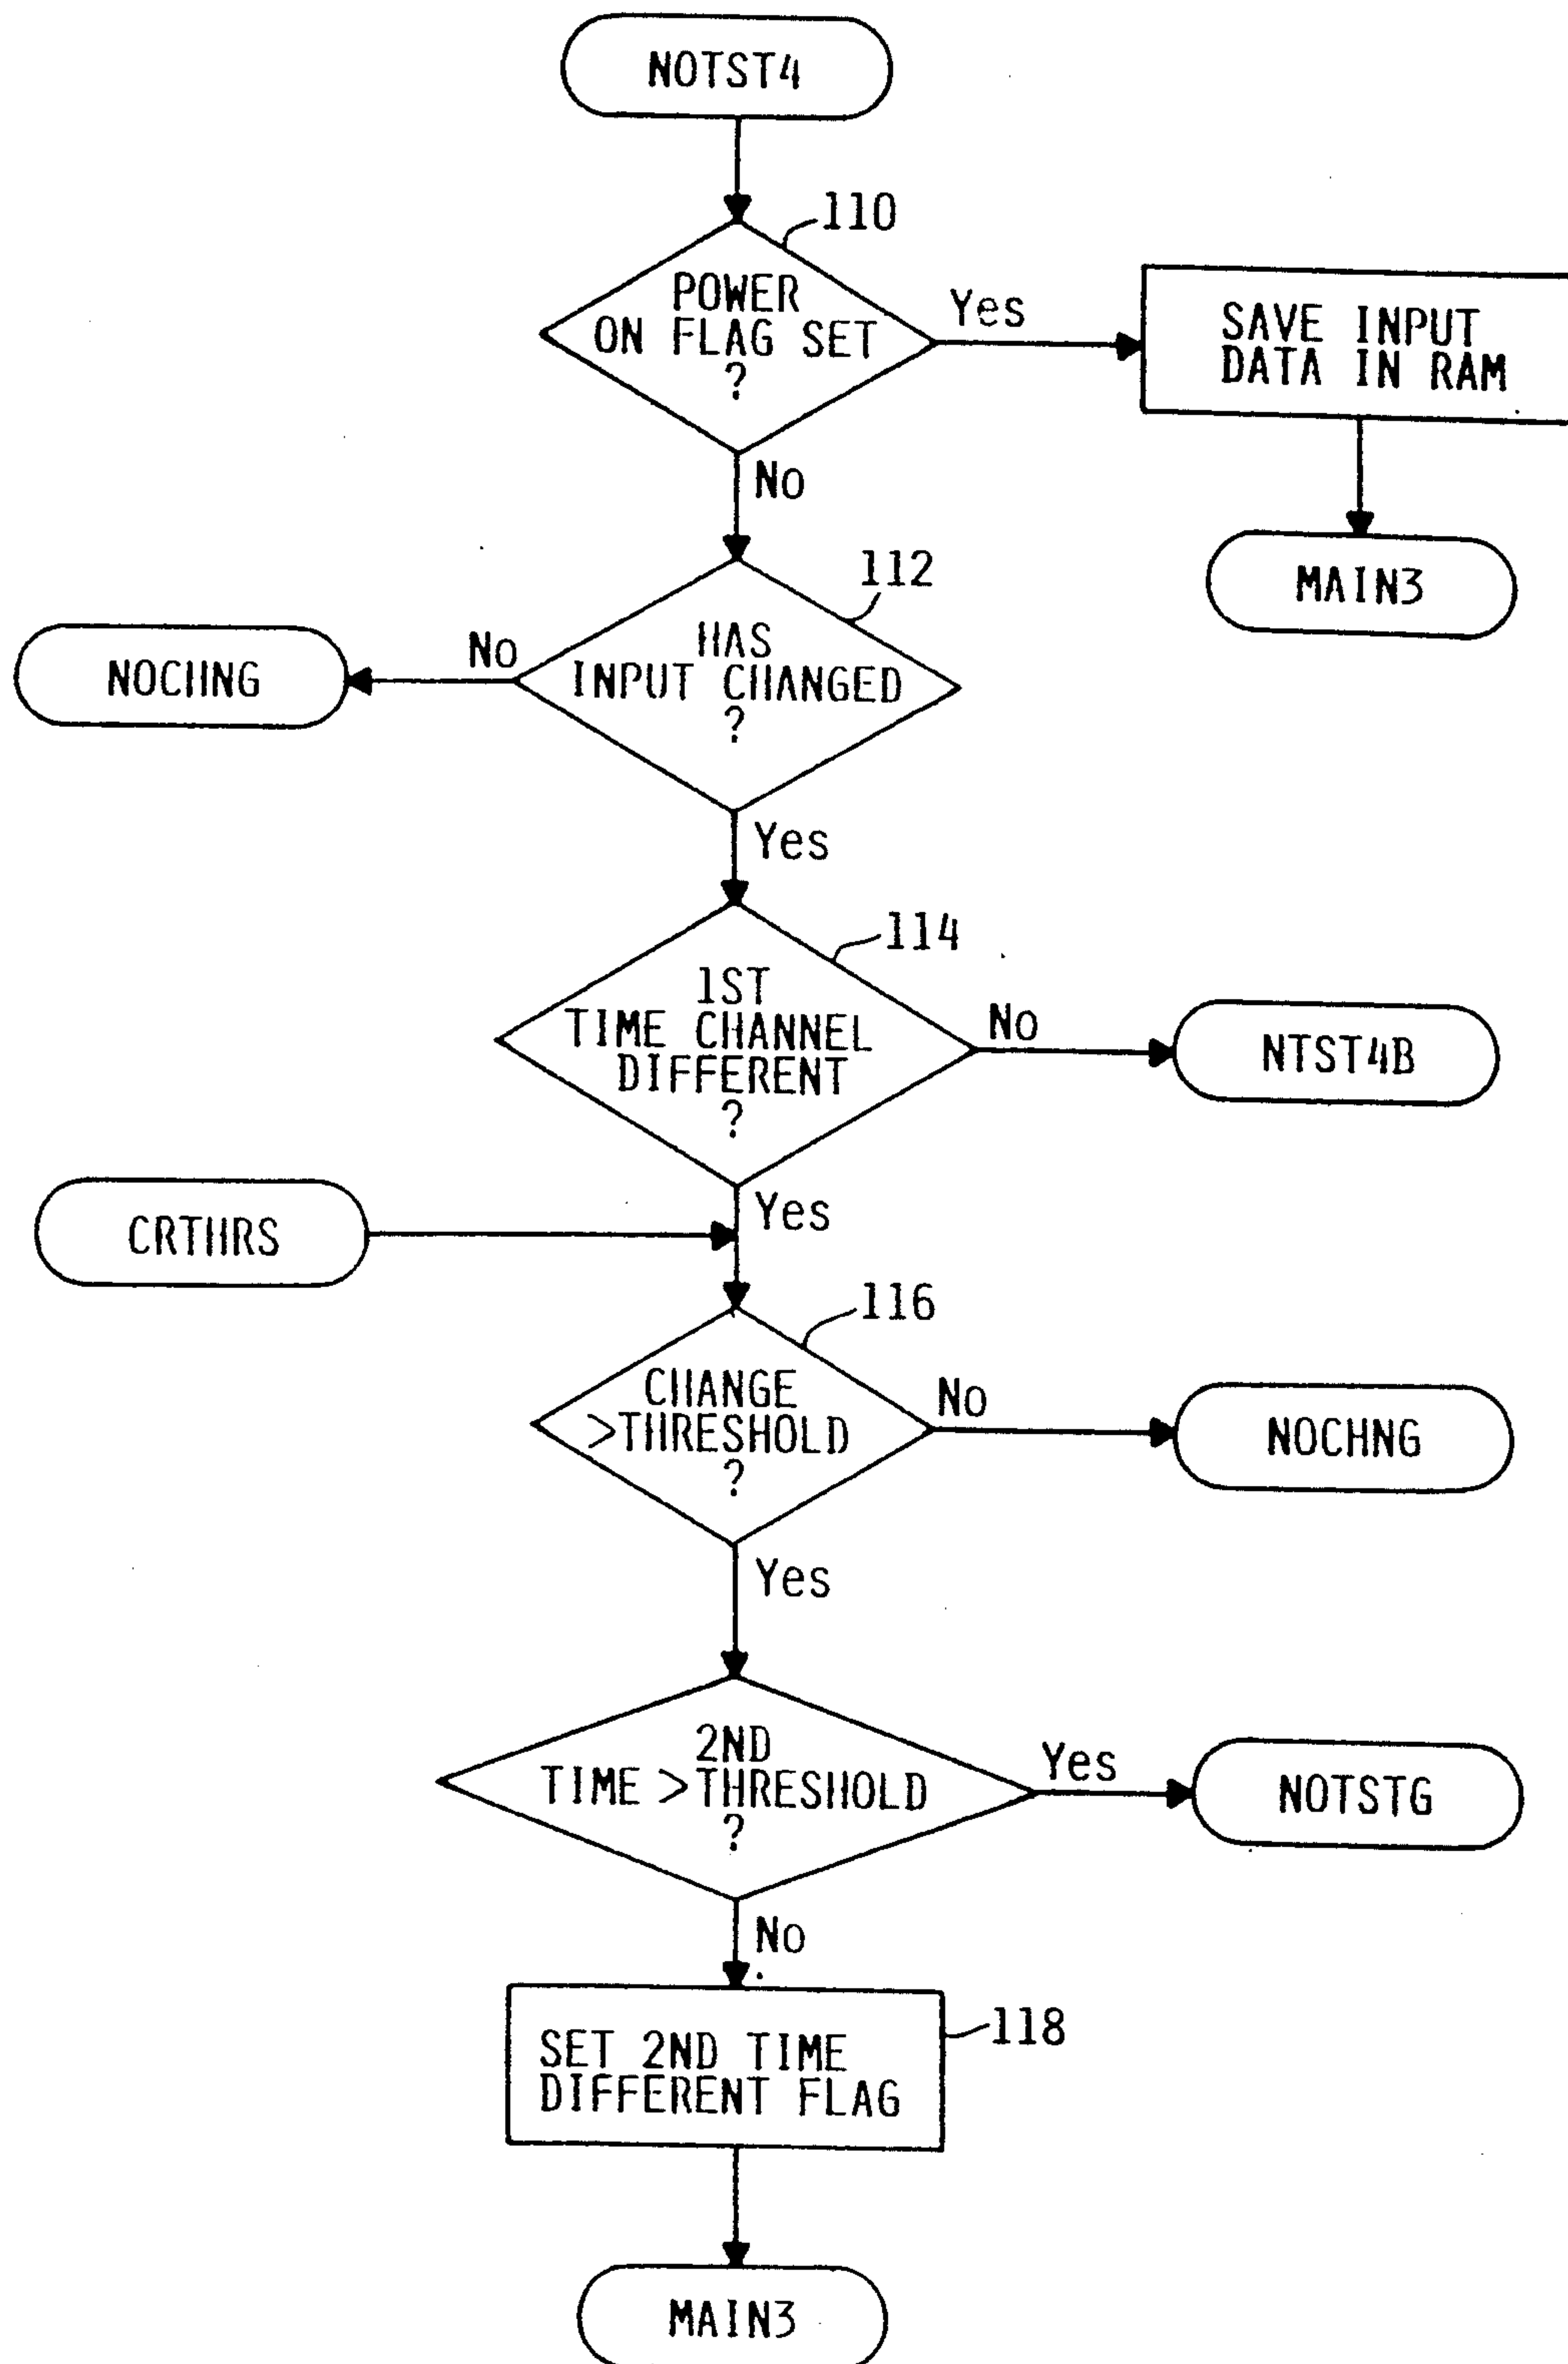 NOTST4
110
POWER
ON FLAG SET
?
Yes
SAVE INPUT
DATA IN RAM
No
MAIN3
112
HAS
INPUT CHANGED
?
No
NOCHNG
Yes
114
1ST
TIME CHANNEL
DIFFERENT
?
No
NTST4B
Yes
CRTHRS
116
CHANGE
>THRESHOLD
?
No
NOCHNG
Yes
2ND
TIME >THRESHOLD
?
Yes
NOTSTG
No
SET 2ND TIME
DIFFERENT FLAG
118
MAIN3